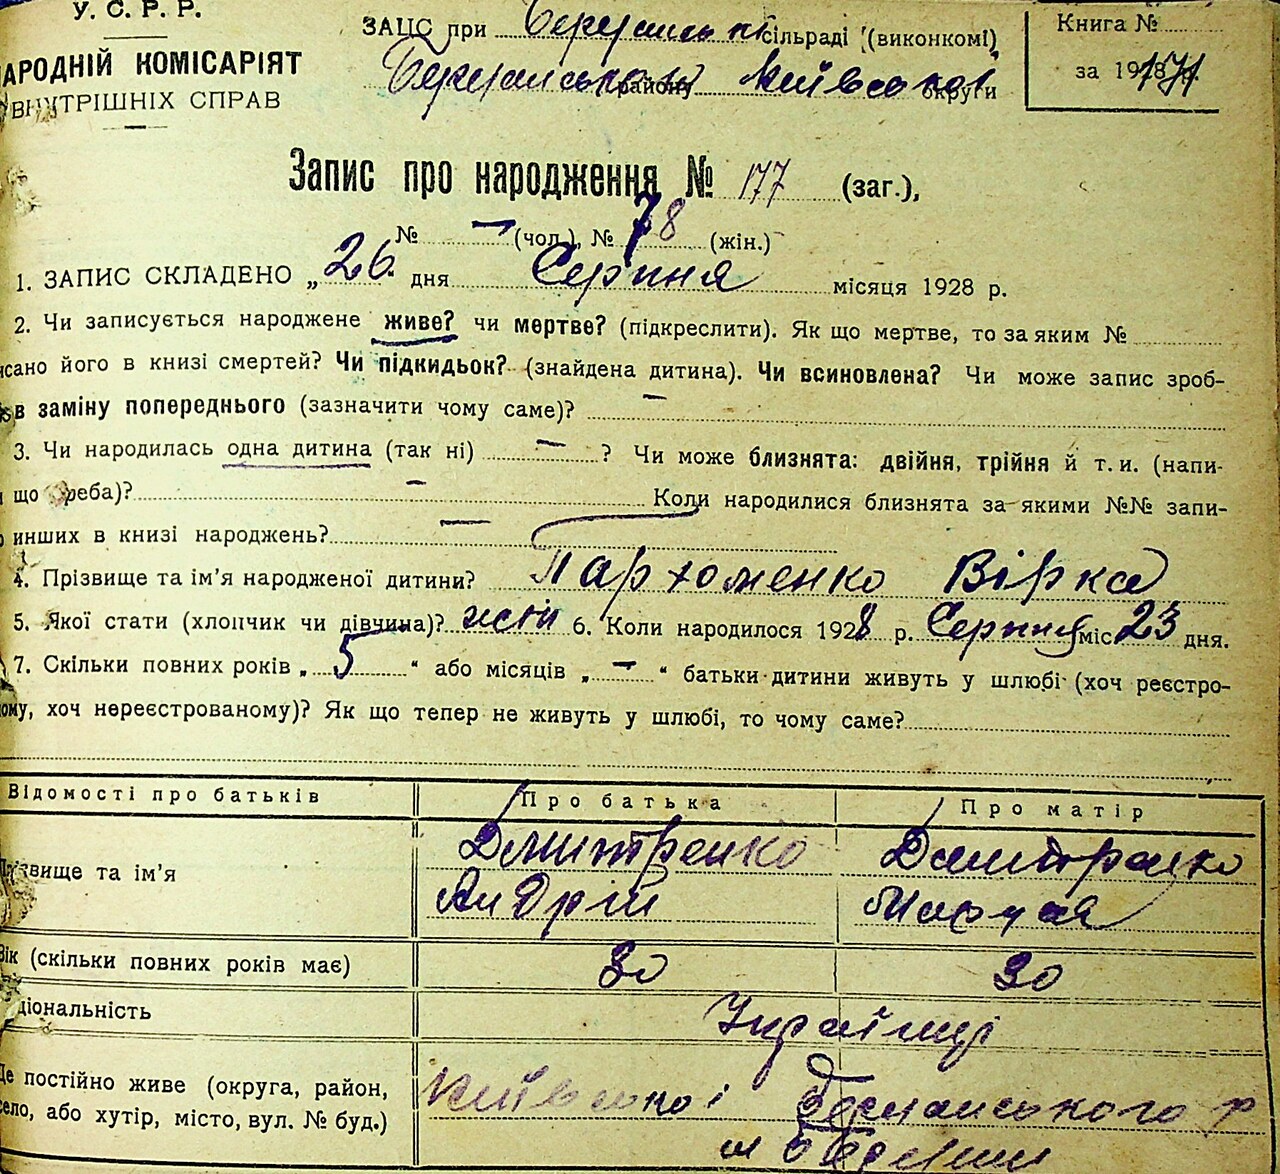 У. С. Р. Р.
НАРОДНІЙ КОМІСАРІЯТ
ВНУТРІШНІХ СПРАВ
ЗАЦС при сільраді (виконкомі)
району Київської округи
Книга №
за 1928 р.
Запис про народження № 177 (заг.),
№ — (чол.), № 78 (жін.)
1. ЗАПИС СКЛАДЕНО „26 дня Серпня місяця 1928 р.
2. Чи записується народжене живе? чи мертве? (підкреслити). Як що мертве, то за яким №
исано його в книзі смертей? Чи підкидьок? (знайдена дитина). Чи всиновлена? Чи може запис зроб-
в заміну попереднього (зазначити чому саме)? —
3. Чи народилась одна дитина (так ні) — ? Чи може близнята: двійня, трійня й т. и. (напи-
що треба)? — Коли народилися близнята за якими №№ запи-
инших в книзі народжень? —
4. Прізвище та ім’я народженої дитини? Пархоменко Вірка
5. Якої стати (хлопчик чи дівчина)? 6. Коли народилося 1928 р. Серпня міс 23 дня.
7. Скільки повних років „ 5 “ або місяців „ — “ батьки дитини живуть у шлюбі (хоч реєстро-
ому, хоч нереєстрованому)? Як що тепер не живуть у шлюбі, то чому саме?
Відомості про батьків Про батька Про матір
Прізвище та ім’я Дмитренко Дмитренко
Андрій Мария
Вік (скільки повних років має) 30 30
Національність Українці
Де постійно живе (округа, район, Київської
село, або хутір, місто, вул. № буд.)